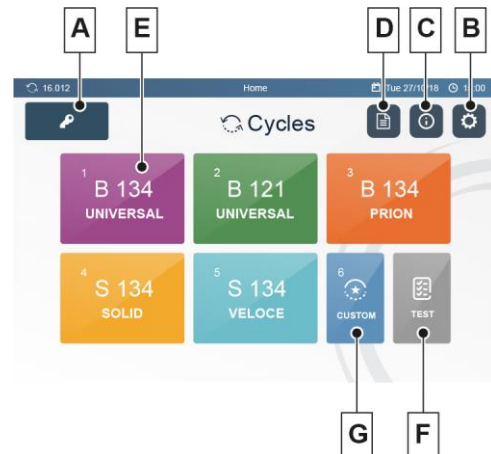 A E D C B
16.012 Home Tue 27/10/18
Cycles
1 2 3
B 134 B 121 B 134
UNIVERSAL UNIVERSAL PRION
4 5 6
S 134 S 134
SOLID VELOCE CUSTOM TEST
G F